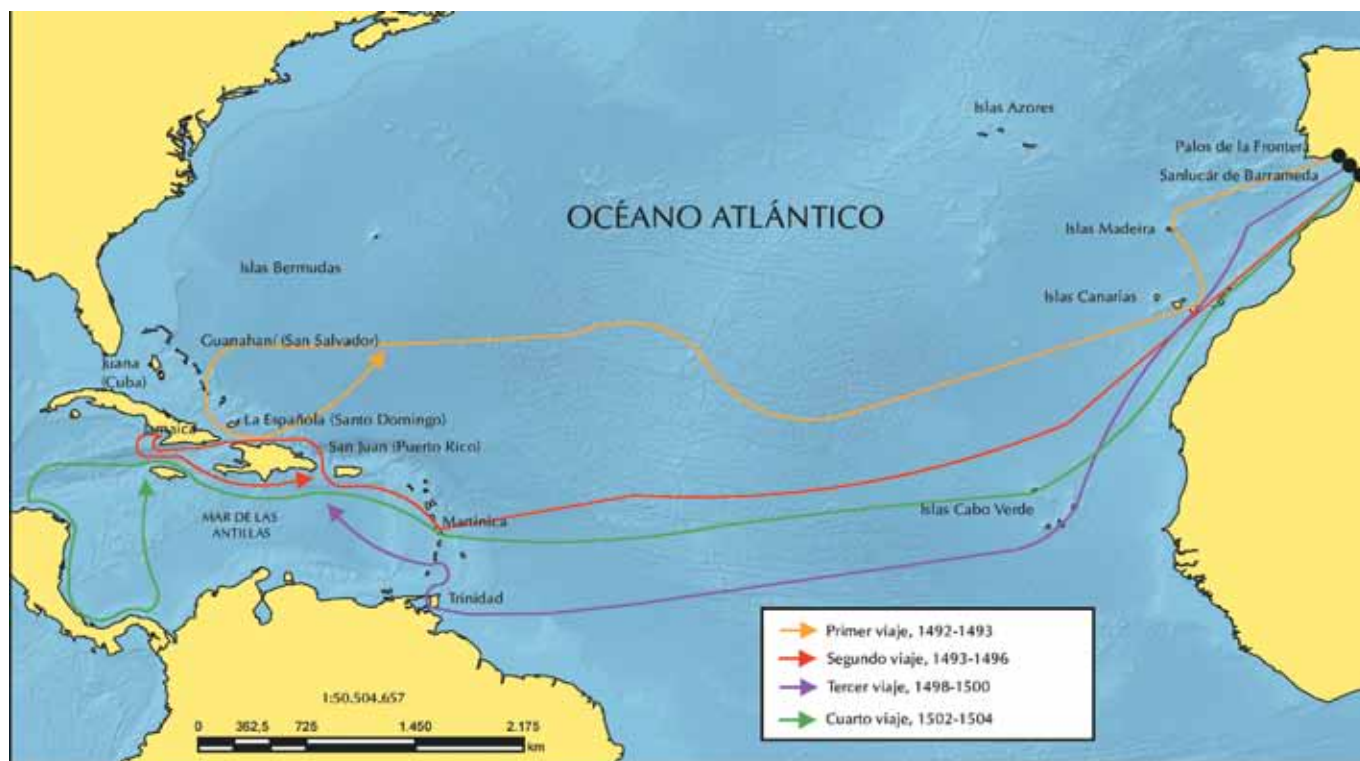 Islas Azores
Palos de la Frontera
Sanlucár de Barrameda
OCÉANO ATLÁNTICO
Islas Madeira
Islas Bermudas
Islas Canarias
Guanahaní (San Salvador)
Juana
(Cuba)
La Española (Santo Domingo)
Jamaica
San Juan (Puerto Rico)
Islas Cabo Verde
MAR DE LAS
ANTILLAS
Martinica
Trinidad
Primer viaje, 1492-1493
Segundo viaje, 1493-1496
Tercer viaje, 1498-1500
Cuarto viaje, 1502-1504
1:50.504.657
0 362,5 725 1.450 2.175
km